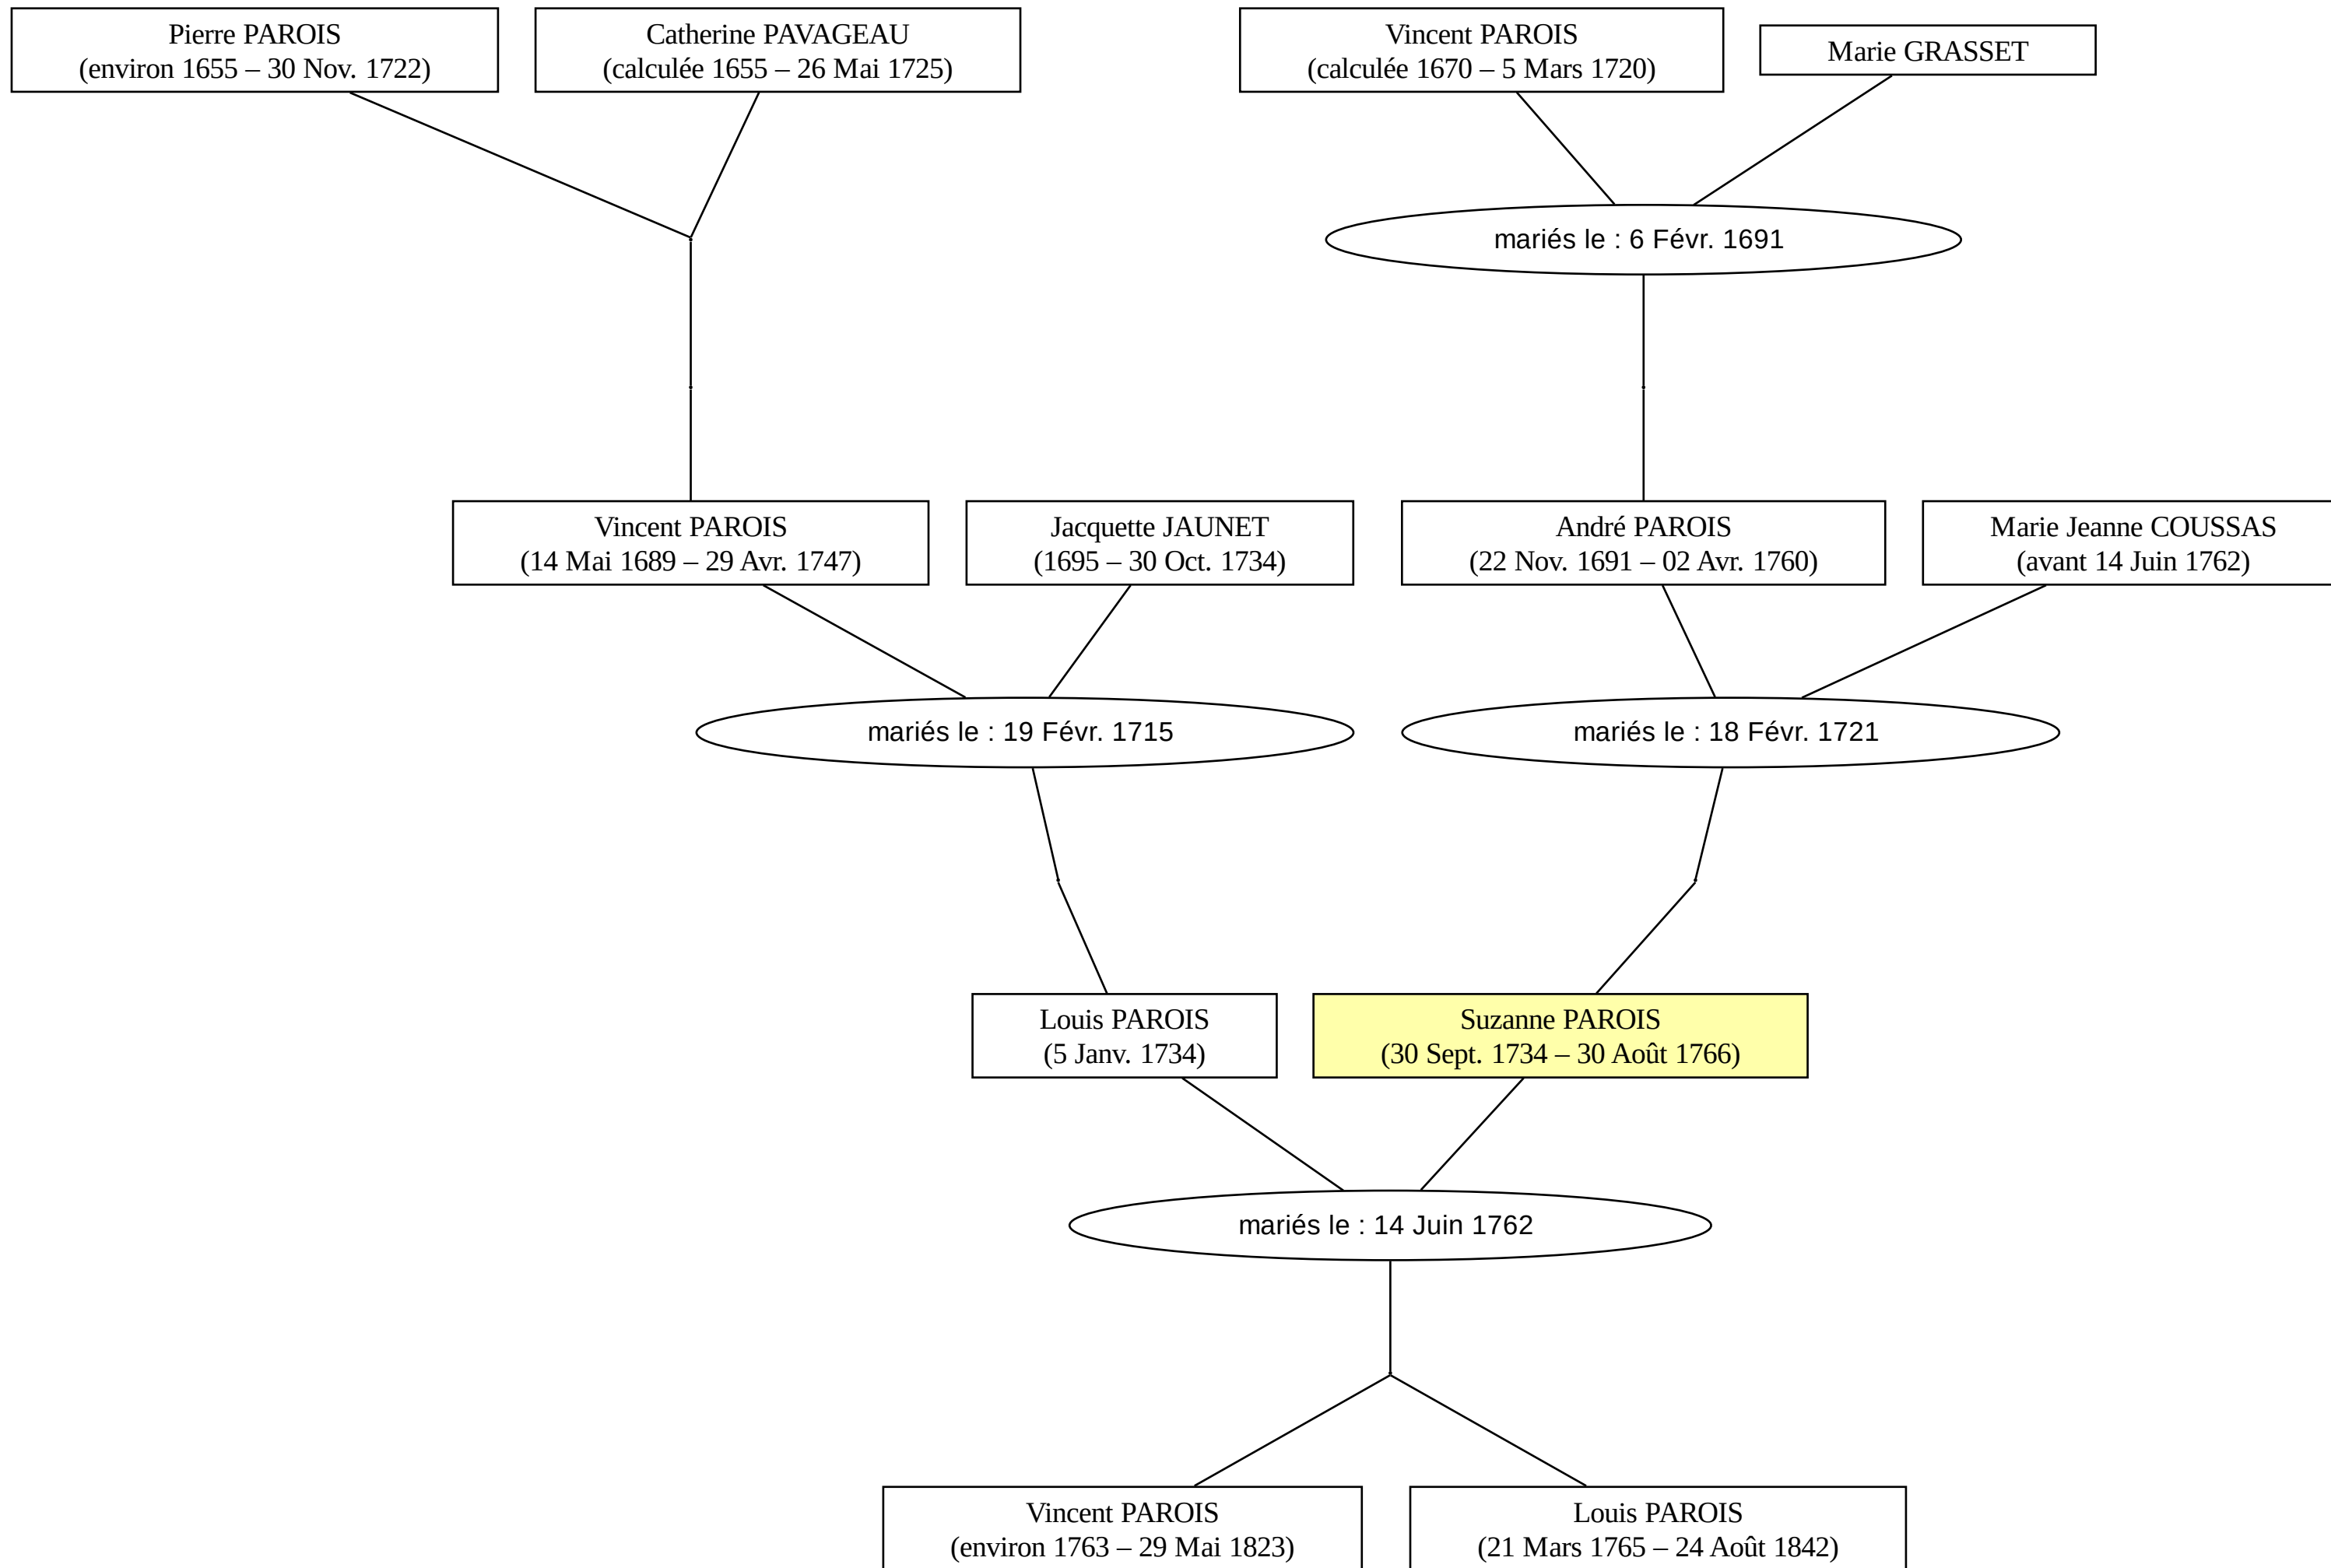 Pierre PAROIS
(environ 1655 – 30 Nov. 1722)
Catherine PAVAGEAU
(calculée 1655 – 26 Mai 1725)
Vincent PAROIS
(calculée 1670 – 5 Mars 1720)
Marie GRASSET
mariés le : 6 Févr. 1691
Vincent PAROIS
(14 Mai 1689 – 29 Avr. 1747)
Jacquette JAUNET
(1695 – 30 Oct. 1734)
André PAROIS
(22 Nov. 1691 – 02 Avr. 1760)
Marie Jeanne COUSSAS
(avant 14 Juin 1762)
mariés le : 19 Févr. 1715
mariés le : 18 Févr. 1721
Louis PAROIS
(5 Janv. 1734)
Suzanne PAROIS
(30 Sept. 1734 – 30 Août 1766)
mariés le : 14 Juin 1762
Vincent PAROIS
(environ 1763 – 29 Mai 1823)
Louis PAROIS
(21 Mars 1765 – 24 Août 1842)